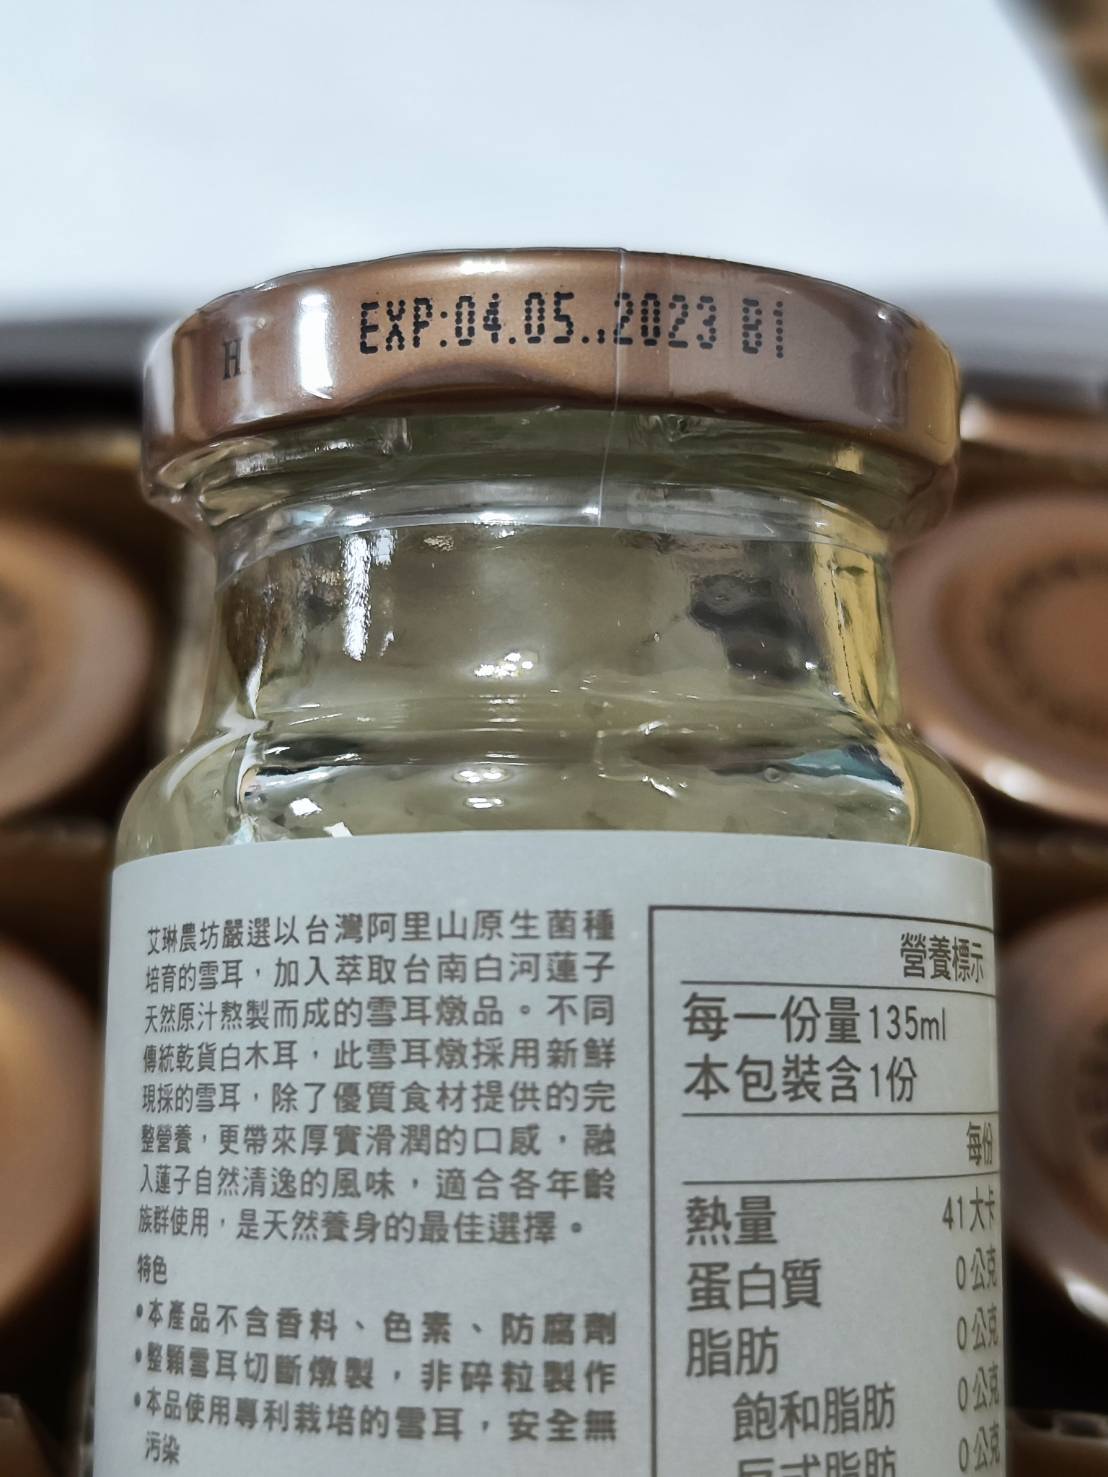 EXP:04.05..2023 B1
H
艾琳農坊嚴選以台灣阿里山原生菌種
培育的雪耳，加入萃取台南白河蓮子
天然原汁熬製而成的雪耳燉品。不同
傳統乾貨白木耳，此雪耳燉採用新鮮
現採的雪耳，除了優質食材提供的完
整營養，更帶來厚實滑潤的口感，融
入蓮子自然清逸的風味，適合各年齡
族群使用，是天然養身的最佳選擇。
特色
•本產品不含香料、色素、防腐劑
•整顆雪耳切斷燉製，非碎粒製作
•本品使用專利栽培的雪耳，安全無
污染
營養標示
每一份量135ml
本包裝含1份
每份
熱量 41大卡
蛋白質 0公克
脂肪 0公克
飽和脂肪 0公克
反式脂肪 0公克